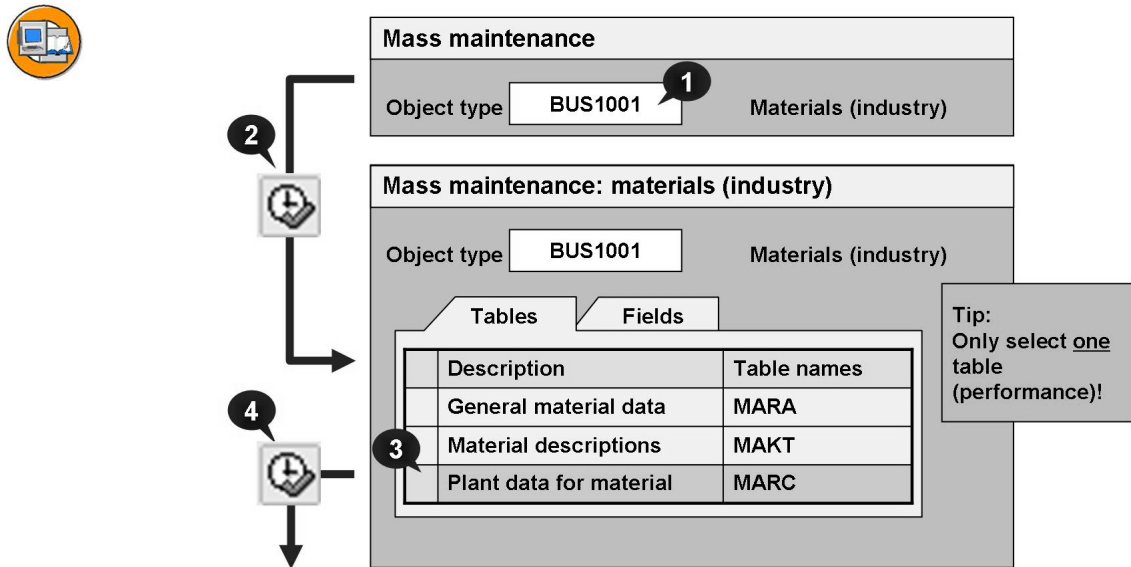 Mass maintenance
1
Object type BUS1001 Materials (industry)
2
Mass maintenance: materials (industry)
Object type BUS1001 Materials (industry)
Tables Fields
Tip:
Only select one
table
(performance)!
Description Table names
General material data MARA
4
Material descriptions MAKT
3
Plant data for material MARC